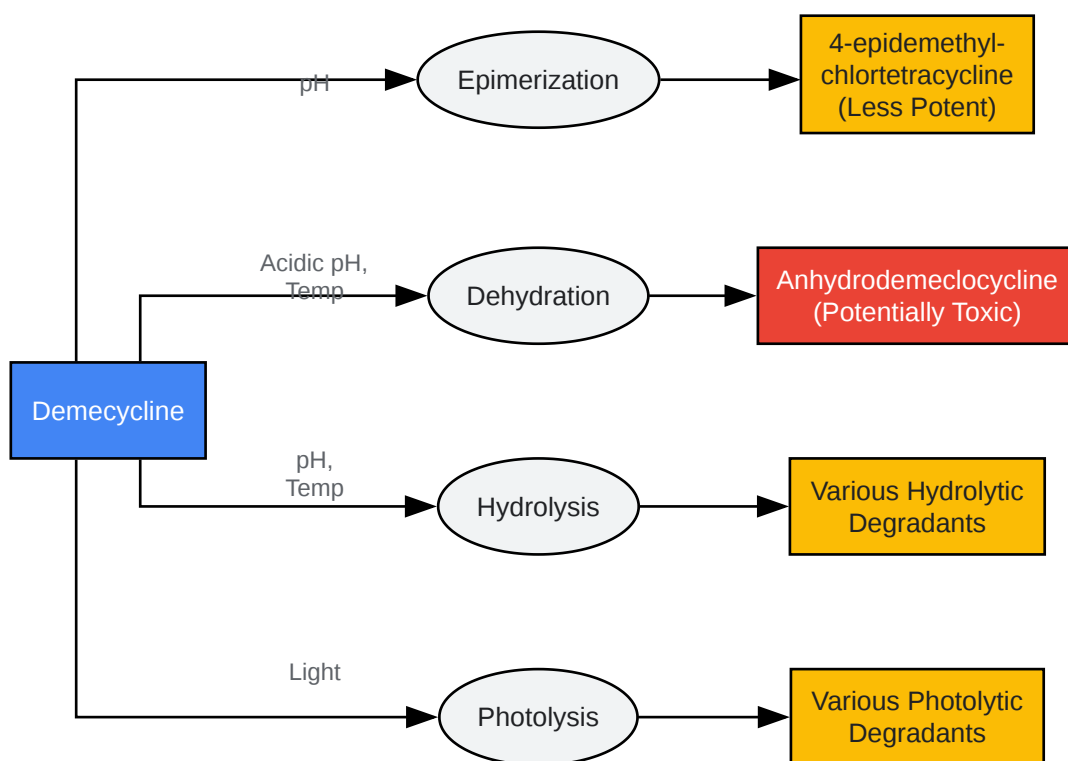 4-epidemethyl-
chlortetracycline
(Less Potent)
Epimerization
pH
Acidic pH,
Temp
Dehydration
Anhydrodemeclocycline
(Potentially Toxic)
Demecycline
pH,
Temp
Hydrolysis
Various Hydrolytic
Degradants
Light
Photolysis
Various Photolytic
Degradants